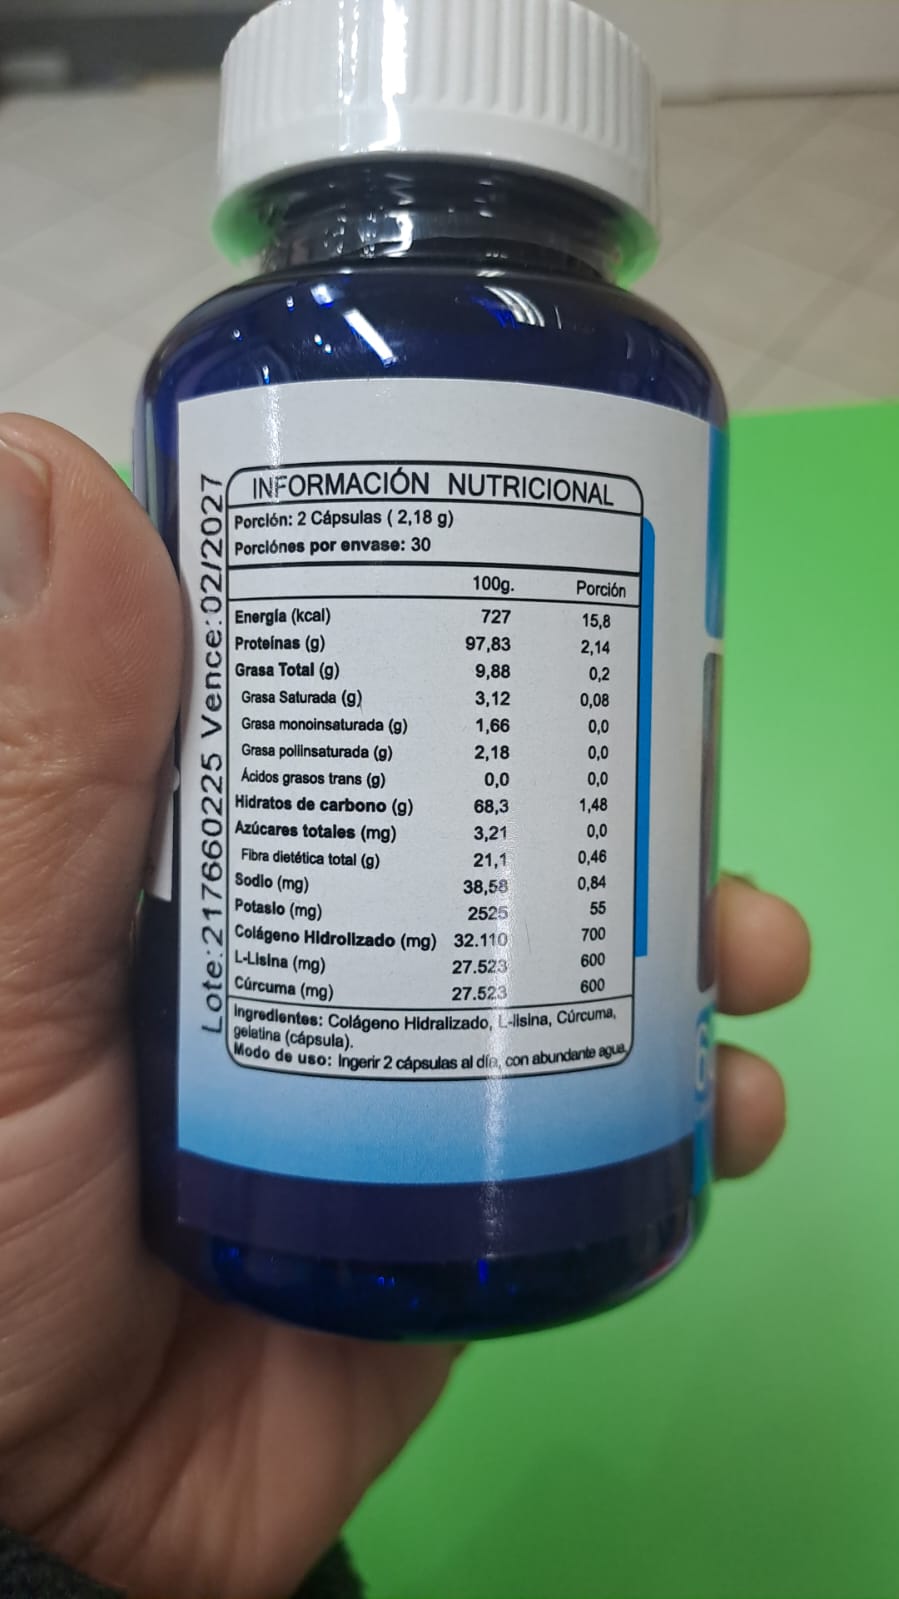 INFORMACIÓN NUTRICIONAL
Porción: 2 Cápsulas ( 2,18 g)
Porciónes por envase: 30
100g. Porción
Energía (kcal) 727 15,8
Proteínas (g) 97,83 2,14
Grasa Total (g) 9,88 0,2
Grasa Saturada (g) 3,12 0,08
Grasa monoinsaturada (g) 1,66 0,0
Grasa poliinsaturada (g) 2,18 0,0
Ácidos grasos trans (g) 0,0 0,0
Hidratos de carbono (g) 68,3 1,48
Azúcares totales (mg) 3,21 0,0
Fibra dietética total (g) 21,1 0,46
Sodio (mg) 38,58 0,84
Potasio (mg) 2525 55
Colágeno Hidrolizado (mg) 32.110 700
L-Lisina (mg) 27.523 600
Cúrcuma (mg) 27.523 600
Ingredientes: Colágeno Hidralizado, L-lisina, Cúrcuma,
gelatina (cápsula).
Modo de uso: Ingerir 2 cápsulas al día, con abundante agua.
Lote:217660225 Vence:02/2027
6